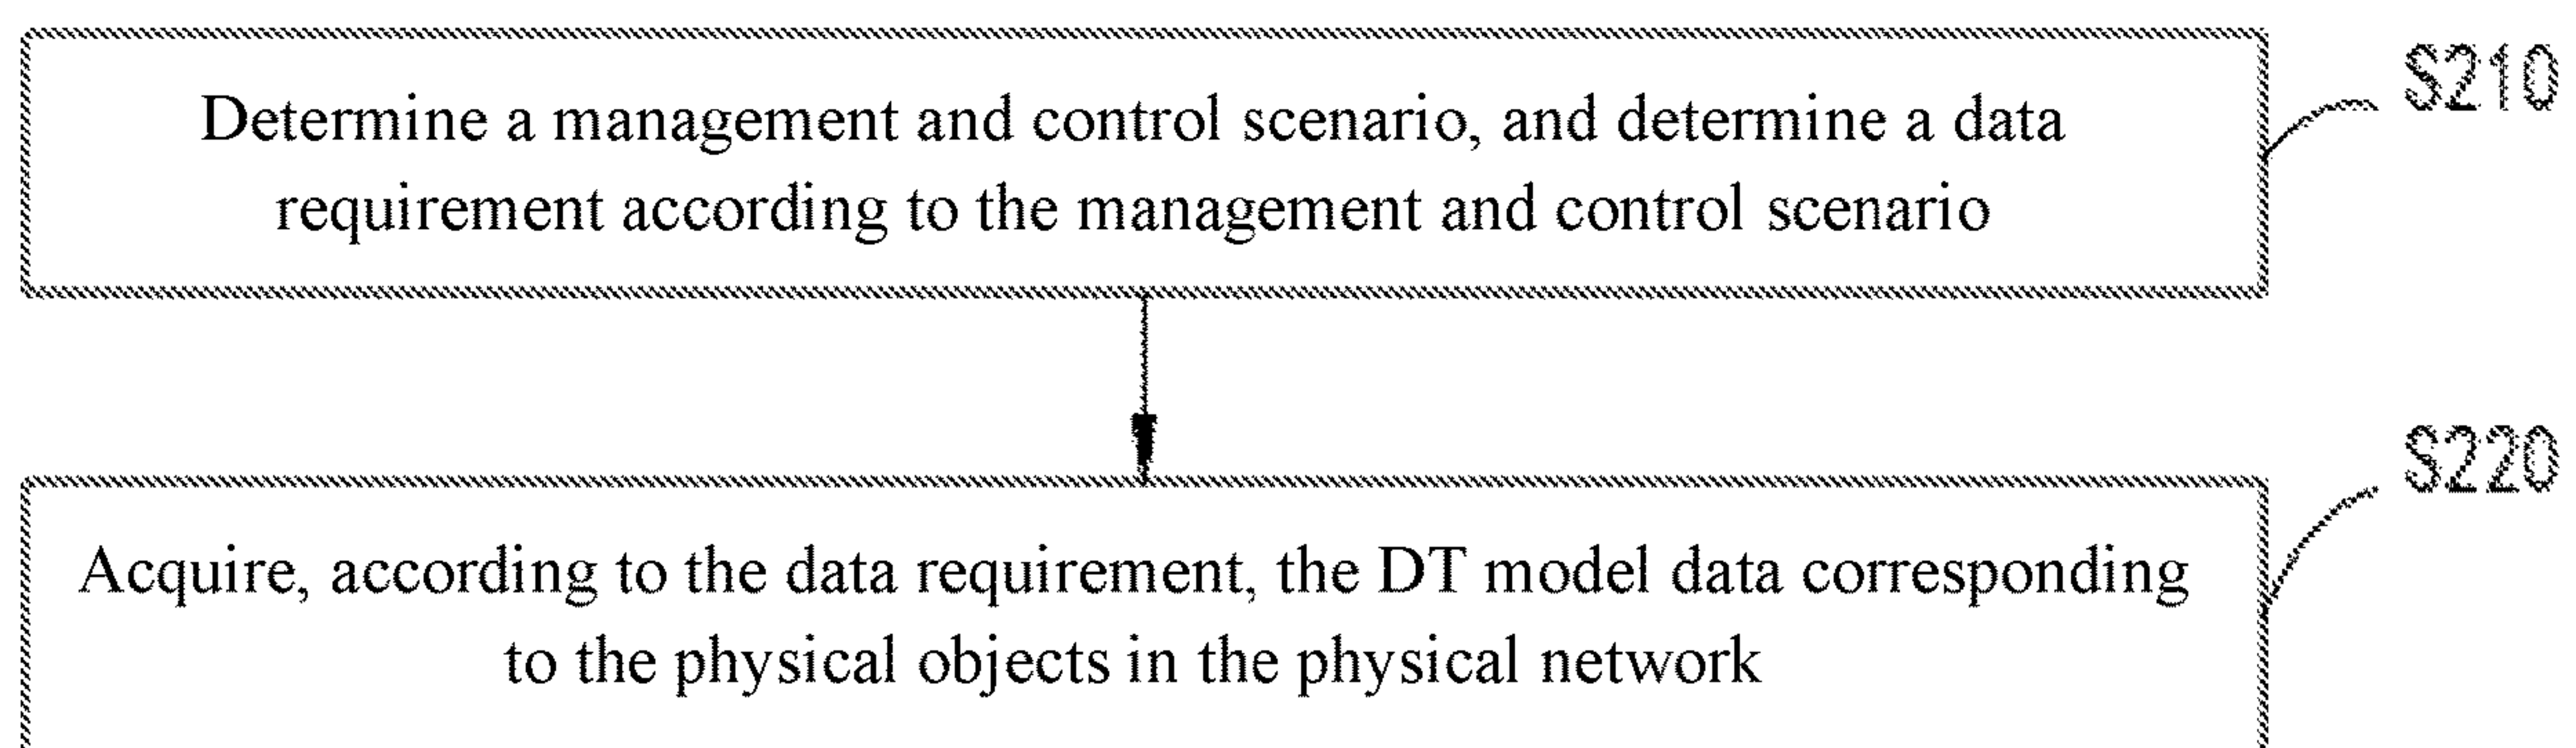 S210
Determine a management and control scenario, and determine a data
requirement according to the management and control scenario
S220
Acquire, according to the data requirement, the DT model data corresponding
to the physical objects in the physical network